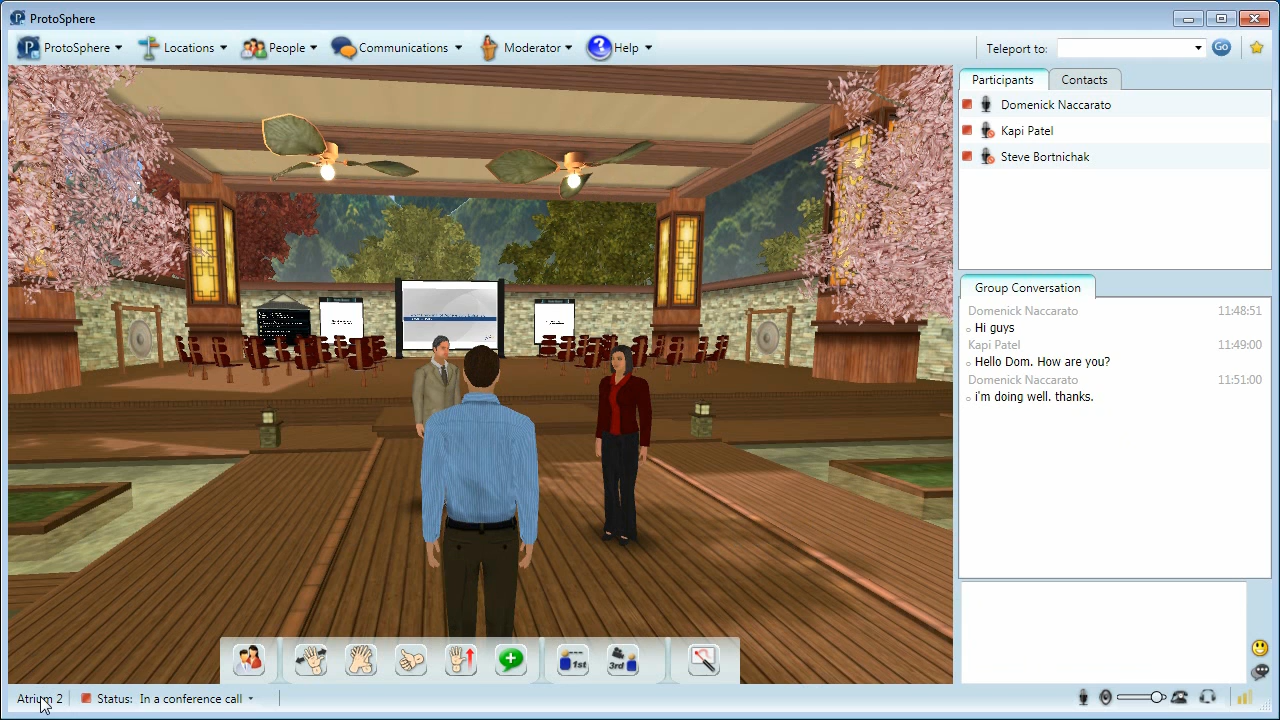 ProtoSphere
ProtoSphere Locations People Communications Moderator Help
Teleport to: Go
Participants Contacts
Domenick Naccarato
Kapi Patel
Steve Bortnichak
Group Conversation
Domenick Naccarato 11:48:51
Hi guys
Kapi Patel 11:49:00
Hello Dom. How are you?
Domenick Naccarato 11:51:00
i'm doing well. thanks.
1st 3rd
Atrium 2 Status: In a conference call